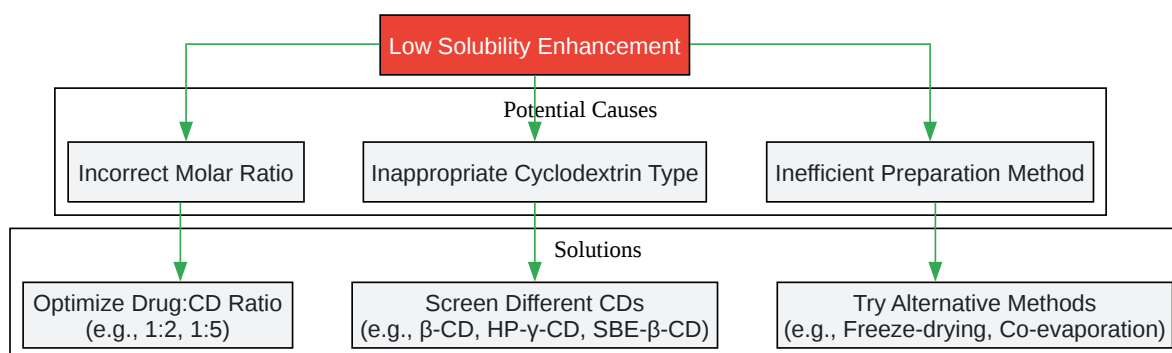 Low Solubility Enhancement
Potential Causes
Incorrect Molar Ratio
Inappropriate Cyclodextrin Type
Inefficient Preparation Method
Solutions
Optimize Drug:CD Ratio
(e.g., 1:2, 1:5)
Screen Different CDs
(e.g., β-CD, HP-γ-CD, SBE-β-CD)
Try Alternative Methods
(e.g., Freeze-drying, Co-evaporation)